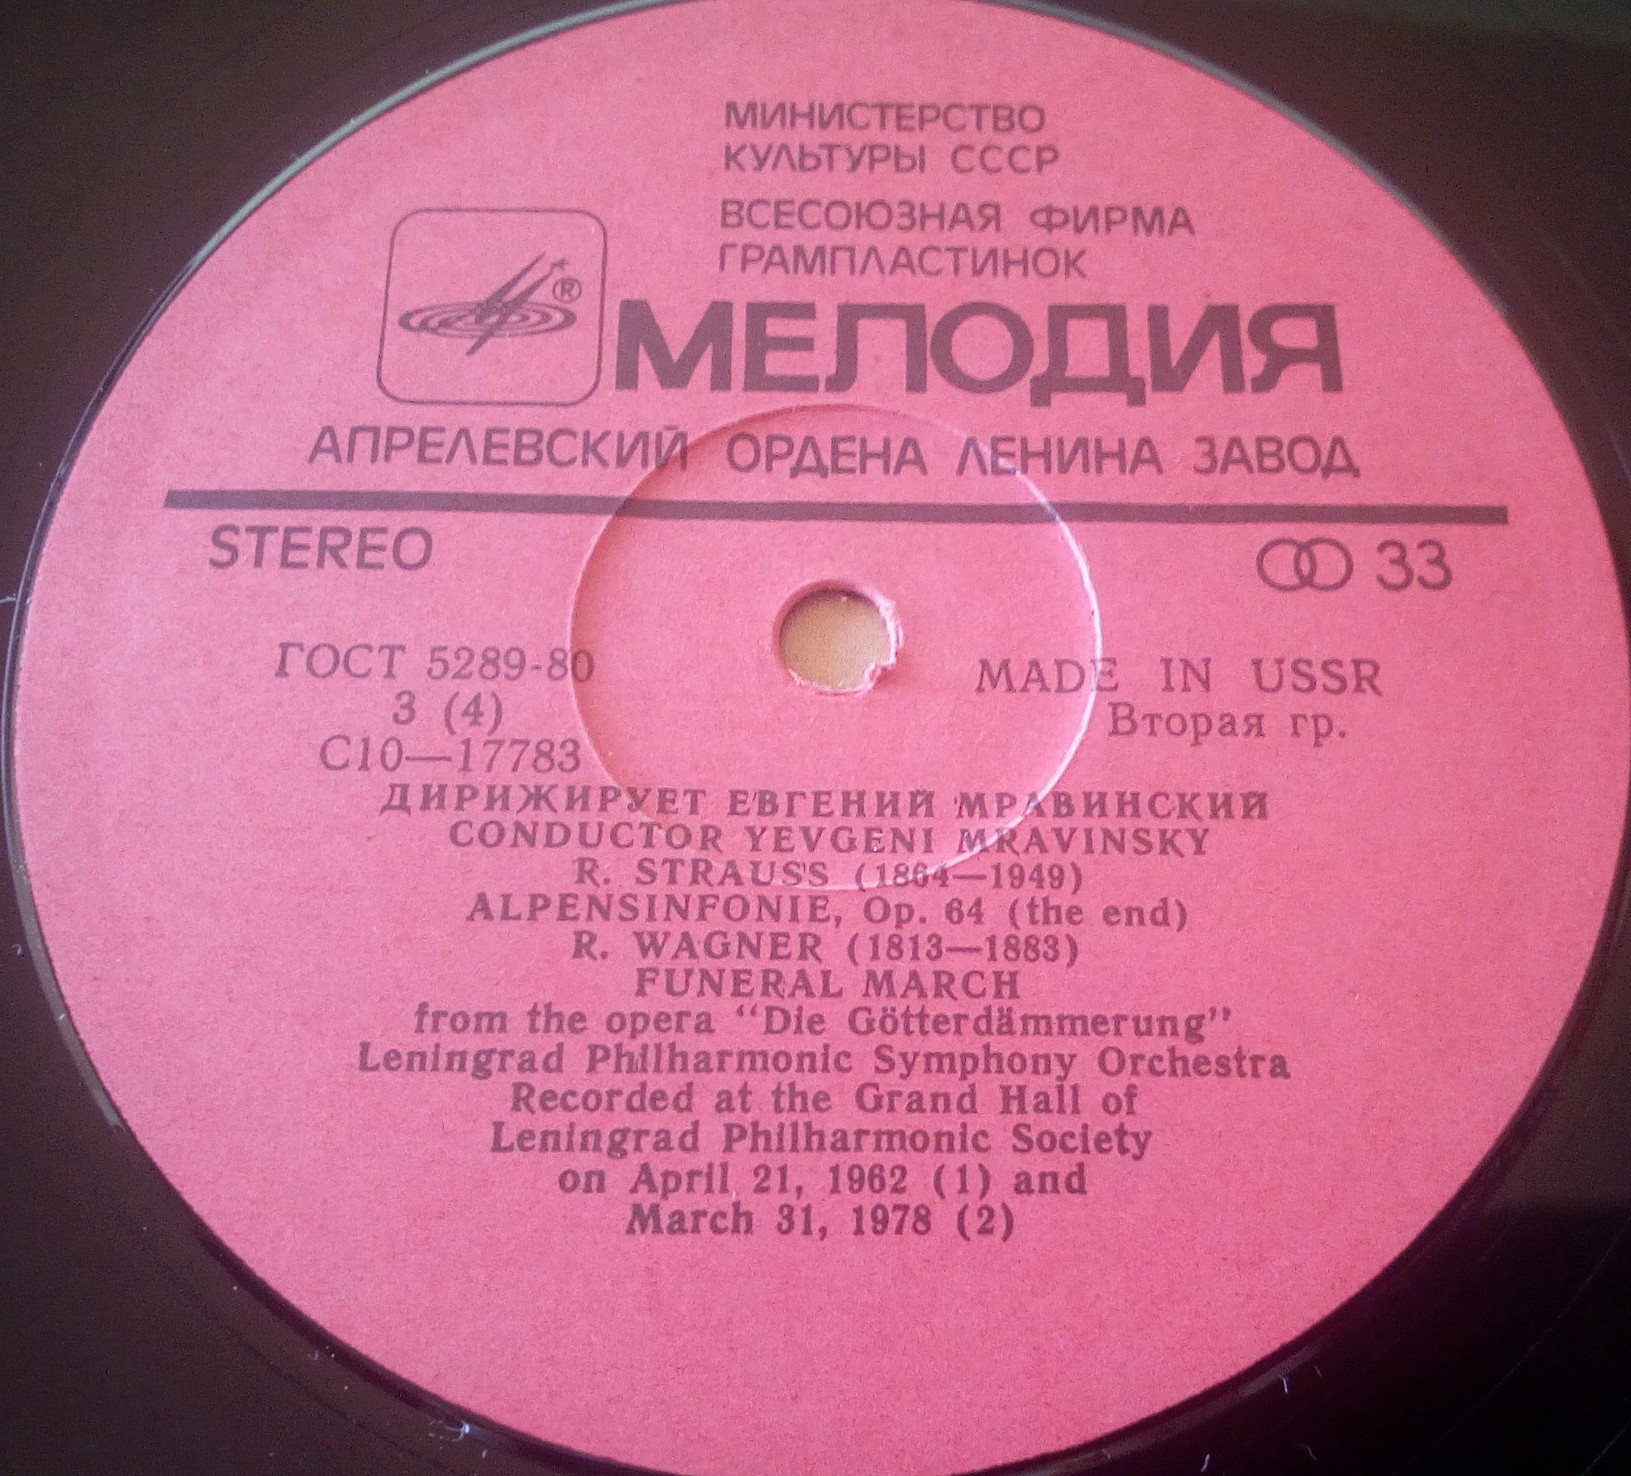 МИНИСТЕРСТВО
КУЛЬТУРЫ СССР
ВСЕСОЮЗНАЯ ФИРМА
ГРАМПЛАСТИНОК
®
МЕЛОДИЯ
АПРЕЛЕВСКИЙ ОРДЕНА ЛЕНИНА ЗАВОД
STEREO
33
ГОСТ 5289-80
3 (4)
С10—17783
MADE IN USSR
Вторая гр.
ДИРИЖИРУЕТ ЕВГЕНИЙ МРАВИНСКИЙ
CONDUCTOR YEVGENI MRAVINSKY
R. STRAUSS (1864—1949)
ALPENSINFONIE, Op. 64 (the end)
R. WAGNER (1813—1883)
FUNERAL MARCH
from the opera “Die Götterdämmerung”
Leningrad Philharmonic Symphony Orchestra
Recorded at the Grand Hall of
Leningrad Philharmonic Society
on April 21, 1962 (1) and
March 31, 1978 (2)